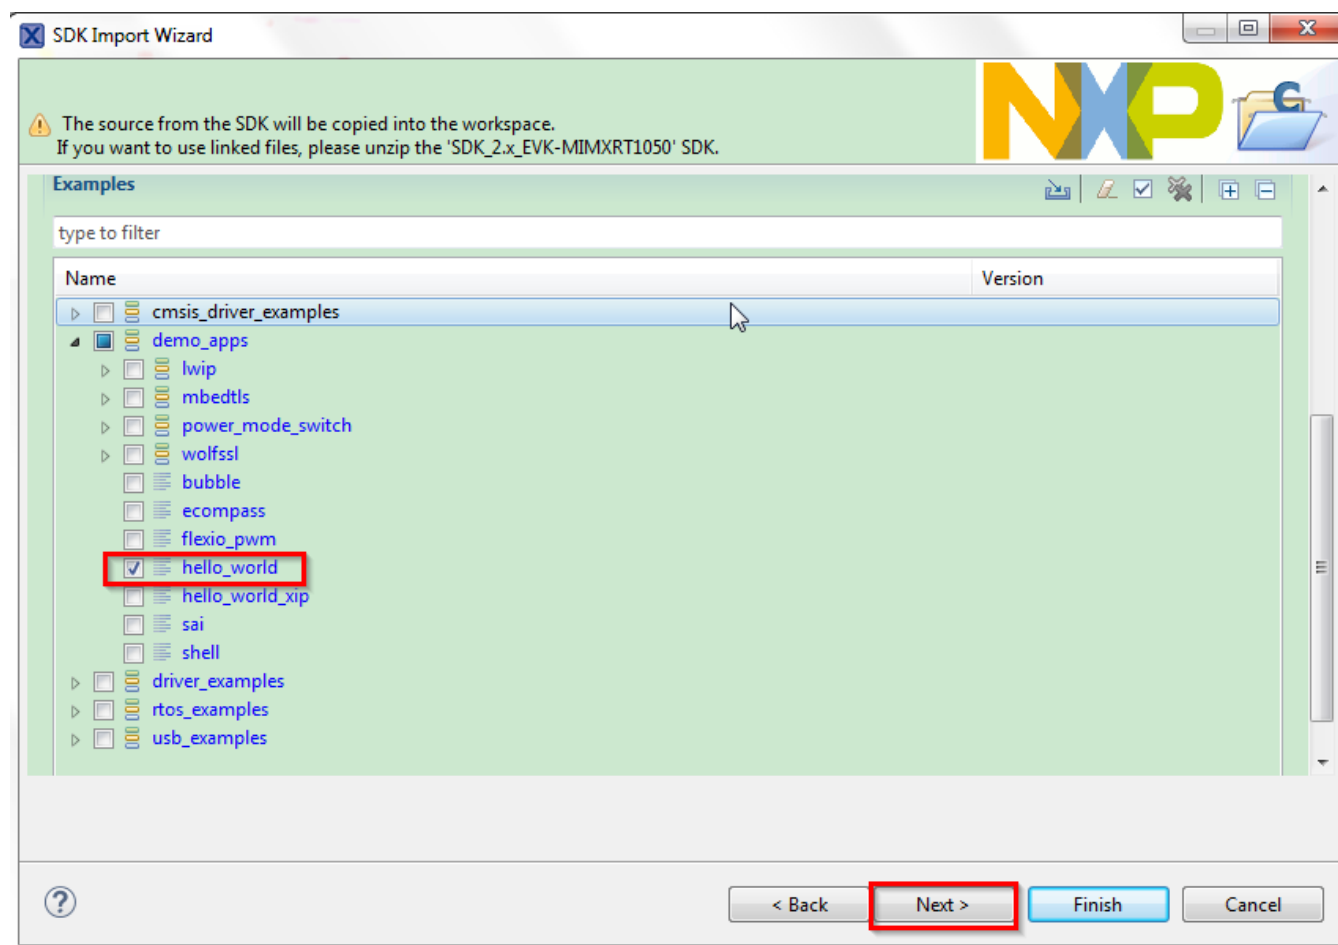 SDK Import Wizard
NXP
C
The source from the SDK will be copied into the workspace.
If you want to use linked files, please unzip the 'SDK_2.x_EVK-MIMXRT1050' SDK.
Examples
type to filter
Name Version
cmsis_driver_examples
demo_apps
lwip
mbedtls
power_mode_switch
wolfssl
bubble
ecompass
flexio_pwm
hello_world
hello_world_xip
sai
shell
driver_examples
rtos_examples
usb_examples
? < Back Next > Finish Cancel